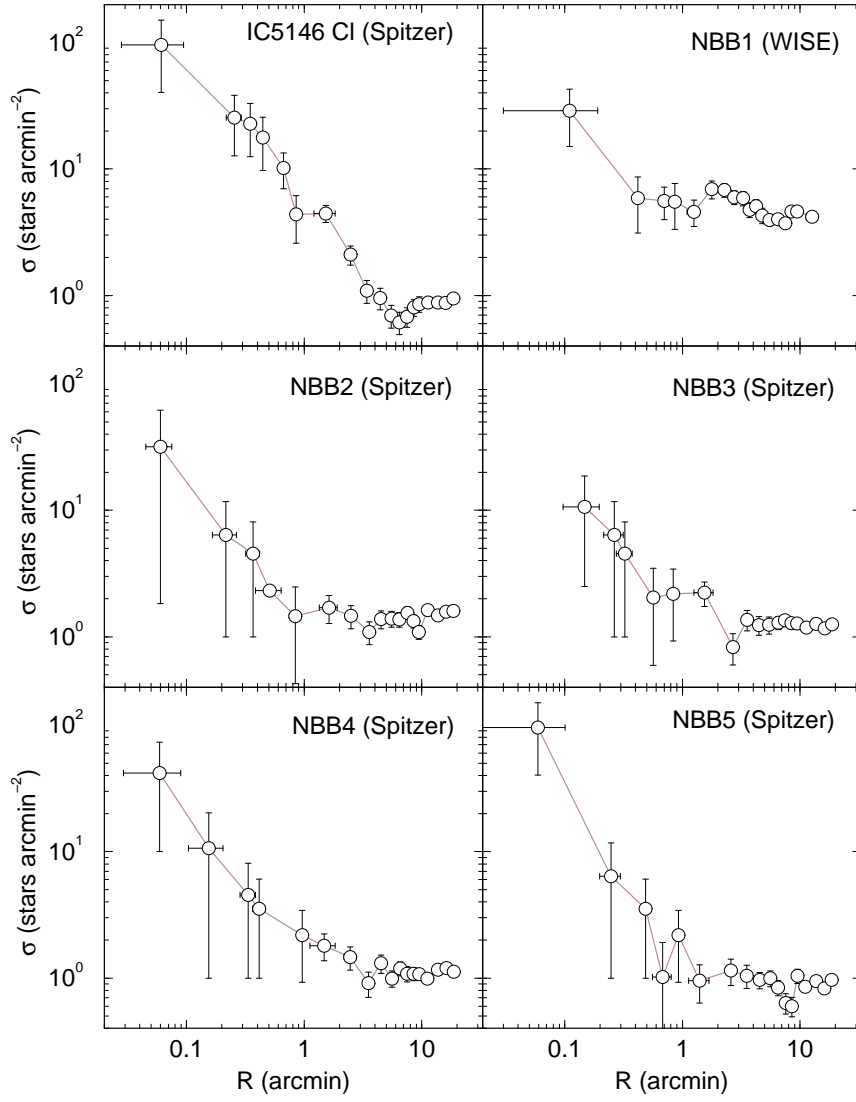 IC5146 Cl (Spitzer)
NBB1 (WISE)
10²
10¹
10⁰
σ (stars arcmin⁻²)
NBB2 (Spitzer)
NBB3 (Spitzer)
10²
10¹
10⁰
σ (stars arcmin⁻²)
NBB4 (Spitzer)
NBB5 (Spitzer)
10²
10¹
10⁰
σ (stars arcmin⁻²)
0.1 1 10 0.1 1 10
R (arcmin) R (arcmin)